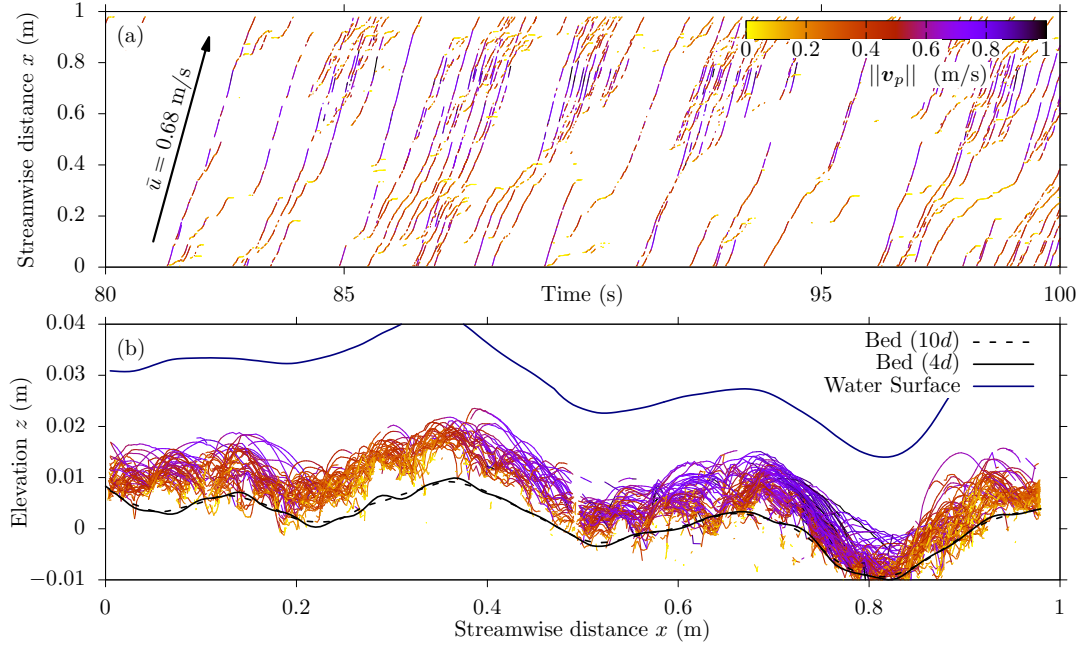 1
0.8
0.6
0.4
0.2
0
Streamwise distance x (m)
(a)
ū = 0.68 m/s
0 0.2 0.4 0.6 0.8 1
||𝒗ₚ|| (m/s)
80 85 95 100
Time (s)
0.04
0.03
0.02
0.01
0
−0.01
Elevation z (m)
(b)
Bed (10d)
Bed (4d)
Water Surface
0 0.2 0.4 0.6 0.8 1
Streamwise distance x (m)